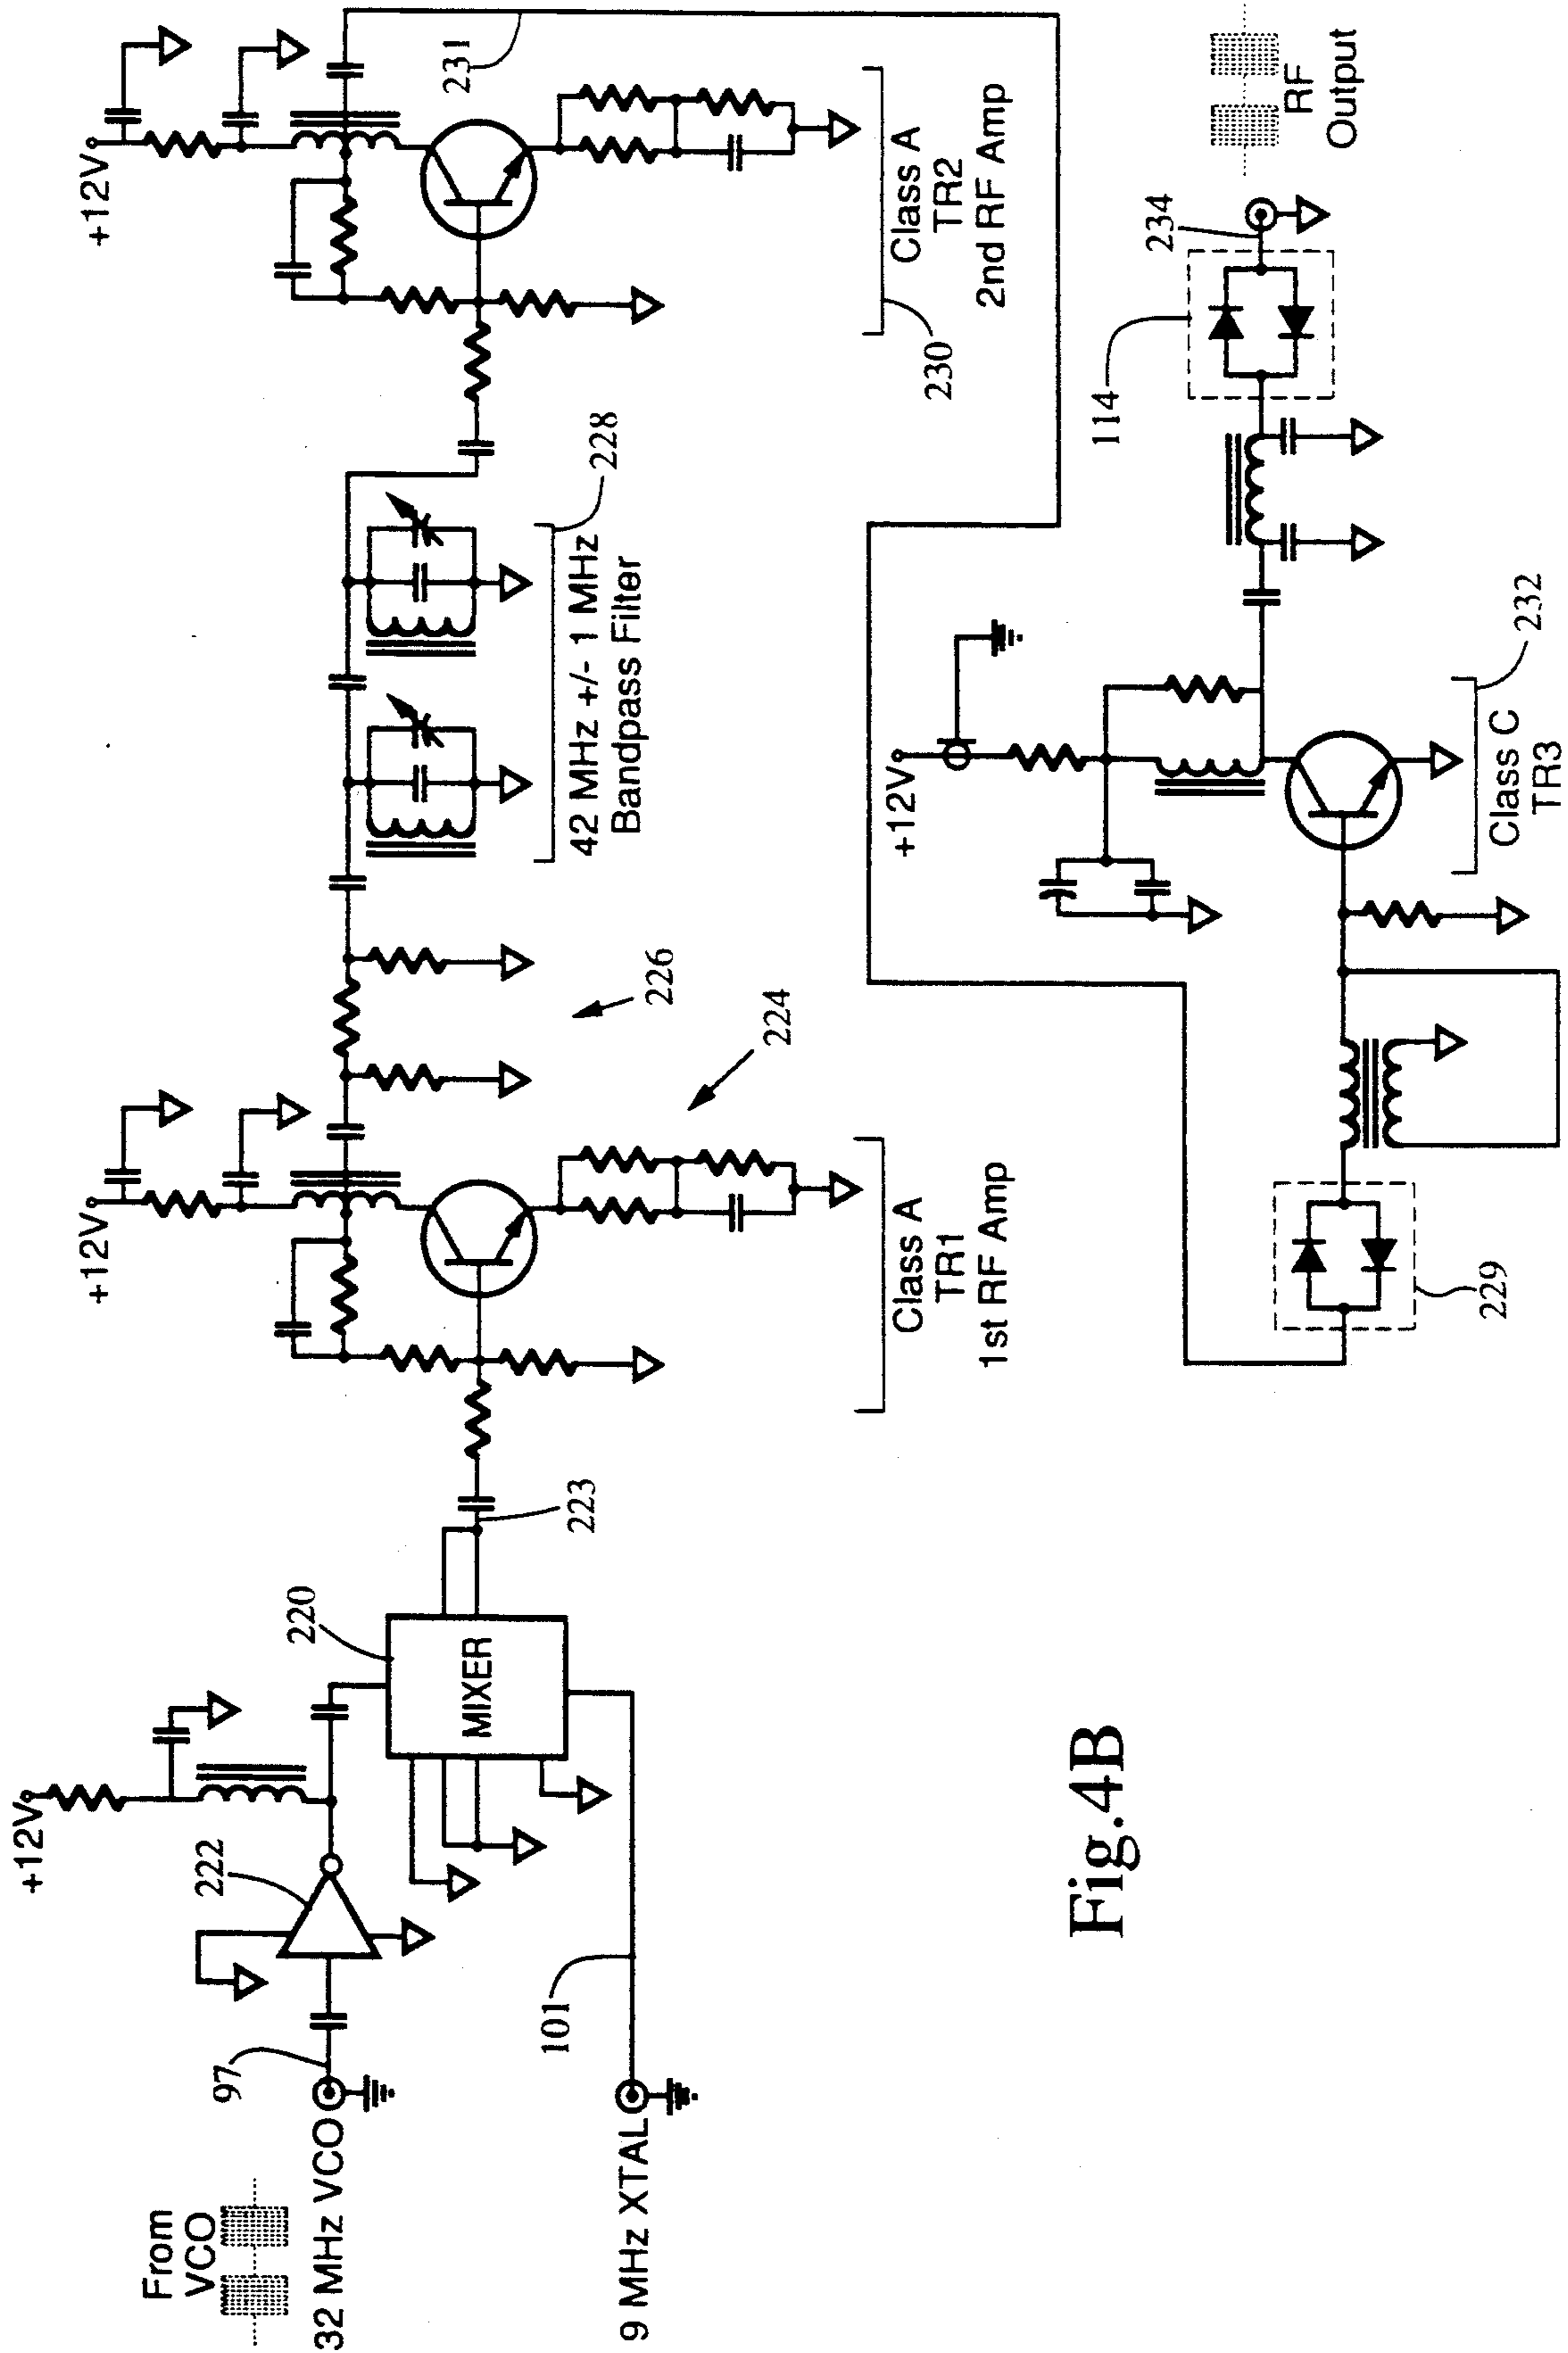 +12V
222
From
VCO
97
32 MHz VCO
220
MIXER
223
101
9 MHz XTAL
+12V
Class A
TR1
1st RF Amp
224
226
42 MHz +/- 1 MHz
Bandpass Filter
228
+12V
231
Class A
TR2
2nd RF Amp
230
229
+12V
Class C
TR3
232
114
234
RF
Output
Fig.4B